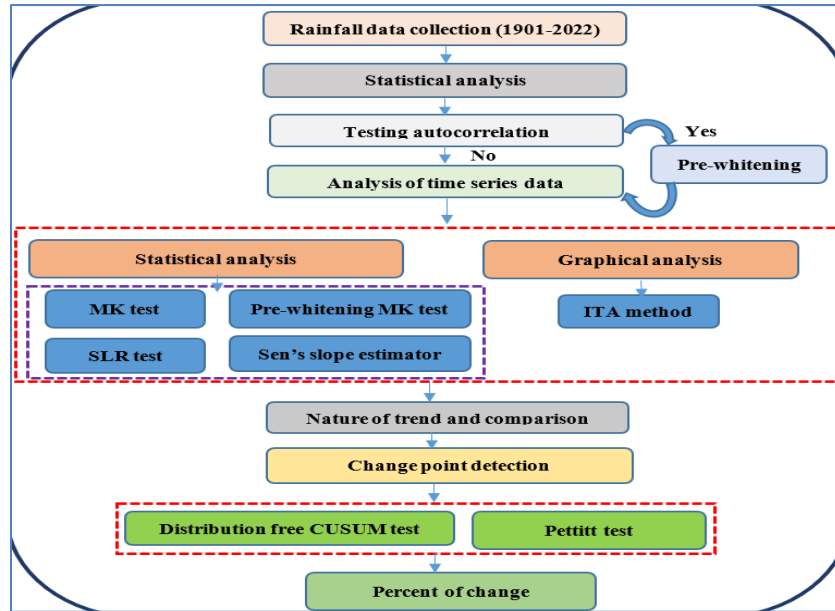 Rainfall data collection (1901-2022)
Statistical analysis
Testing autocorrelation
Yes
No
Pre-whitening
Analysis of time series data
Statistical analysis
Graphical analysis
MK test
Pre-whitening MK test
ITA method
SLR test
Sen's slope estimator
Nature of trend and comparison
Change point detection
Distribution free CUSUM test
Pettitt test
Percent of change